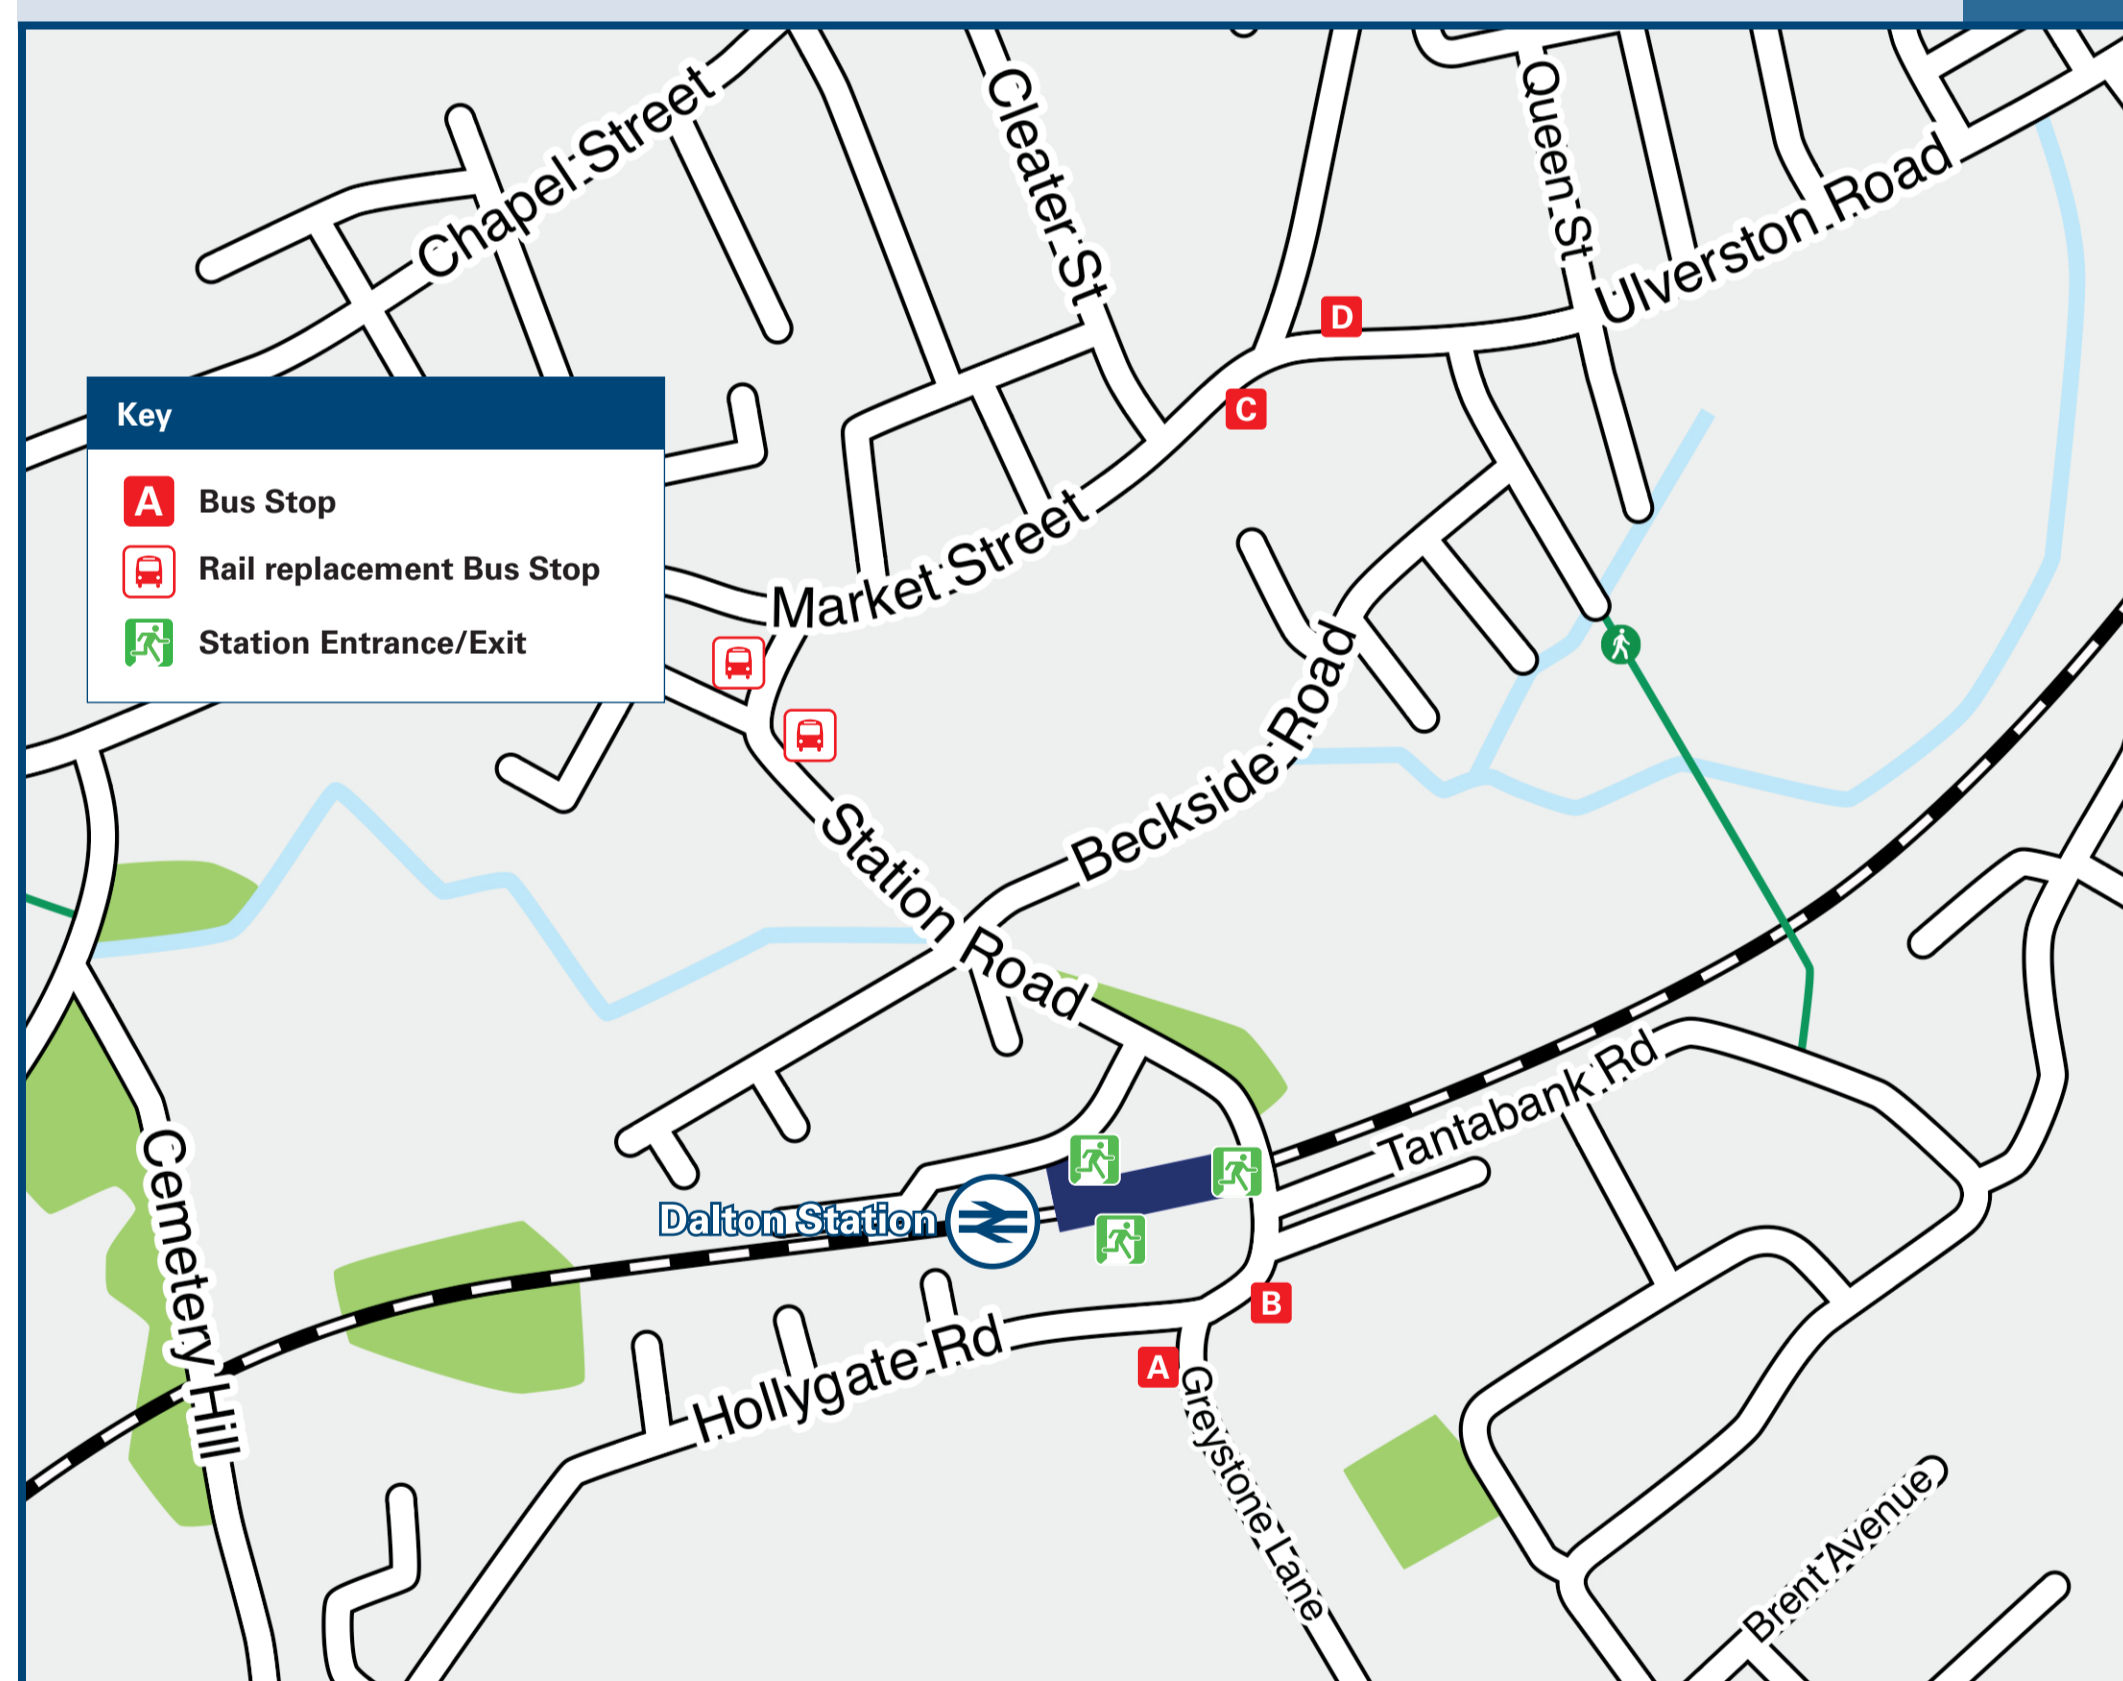 Chapel Street
Cleater St
Queen St
Ulverston Road
D
C
Key
A Bus Stop
Rail replacement Bus Stop
Station Entrance/Exit
Market Street
Beckside Road
Station Road
Tantabank Rd
Cemetery Hill
Dalton Station
B
Hollygate Rd
A
Greystone Lane
Brent Avenue